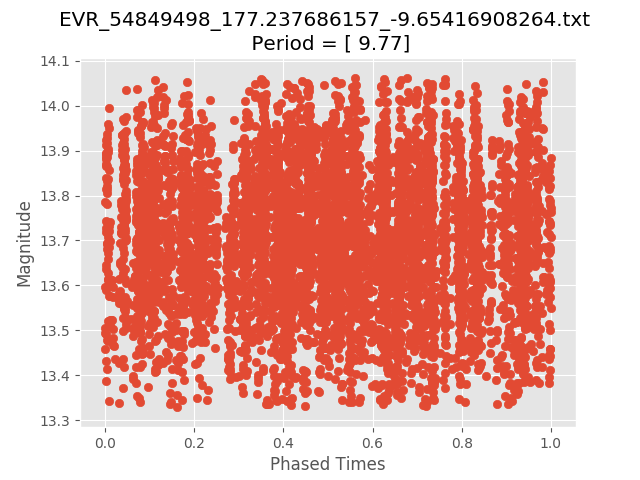 EVR_54849498_177.237686157_-9.65416908264.txt
Period = [ 9.77]
14.1
14.0
13.9
13.8
13.7
13.6
13.5
13.4
13.3
Magnitude
0.0 0.2 0.4 0.6 0.8 1.0
Phased Times